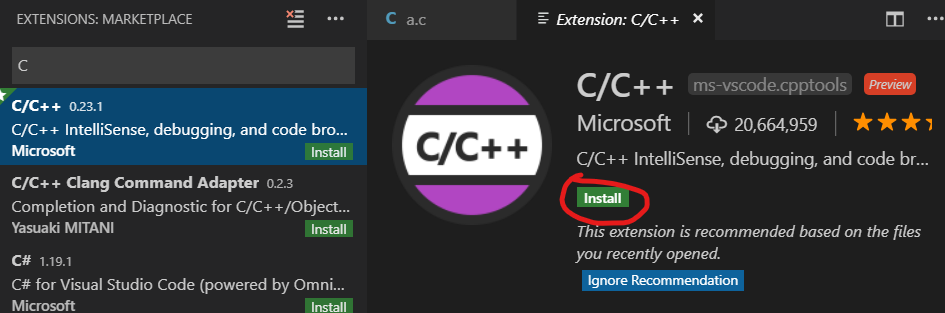 EXTENSIONS: MARKETPLACE
C
C/C++ 0.23.1
C/C++ IntelliSense, debugging, and code bro...
Microsoft Install
C/C++ Clang Command Adapter 0.2.3
Completion and Diagnostic for C/C++/Object...
Yasuaki MITANI Install
C# 1.19.1
C# for Visual Studio Code (powered by Omni...
Microsoft Install
C a.c
Extension: C/C++
C/C++
C/C++ ms-vscode.cpptools Preview
Microsoft 20,664,959
C/C++ IntelliSense, debugging, and code br...
Install
This extension is recommended based on the files
you recently opened.
Ignore Recommendation